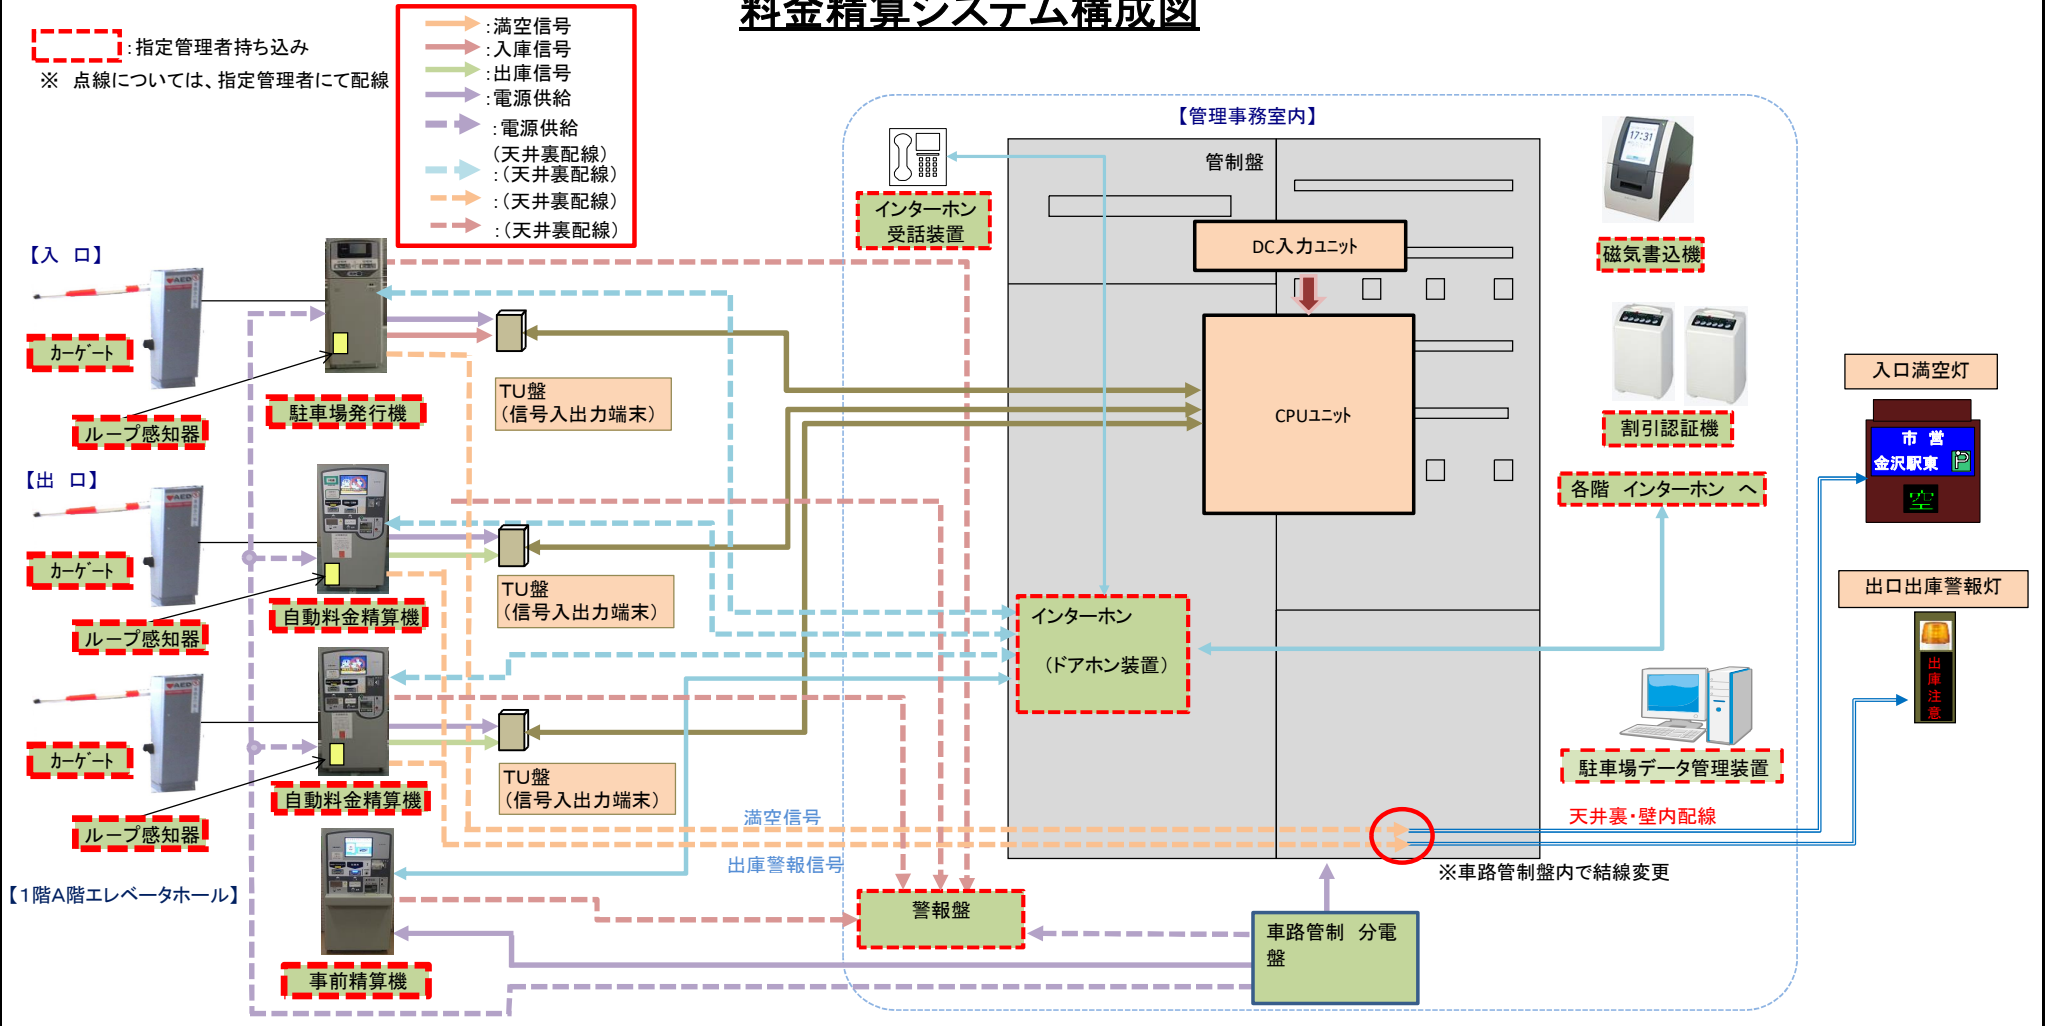 料金精算システム構成図
：指定管理者持ち込み
※　点線については、指定管理者にて配線
：満空信号
：入庫信号
：出庫信号
：電源供給
：電源供給
（天井裏配線）
：（天井裏配線）
：（天井裏配線）
：（天井裏配線）
【管理事務室内】
管制盤
インターホン
受話装置
DC入力ユニット
CPUユニット
17:31
磁気書込機
割引認証機
各階　インターホン　へ
入口満空灯
市 営
金沢駅東 P
空
出口出庫警報灯
出
庫
注
意
【入　口】
AED
カーゲート
ループ感知器
駐車場発行機
TU盤
（信号入出力端末）
【出　口】
AED
カーゲート
ループ感知器
自動料金精算機
TU盤
（信号入出力端末）
AED
カーゲート
ループ感知器
自動料金精算機
TU盤
（信号入出力端末）
インターホン
（ドアホン装置）
駐車場データ管理装置
満空信号
出庫警報信号
天井裏・壁内配線
※車路管制盤内で結線変更
【１階A階エレベータホール】
事前精算機
警報盤
車路管制　分電
盤